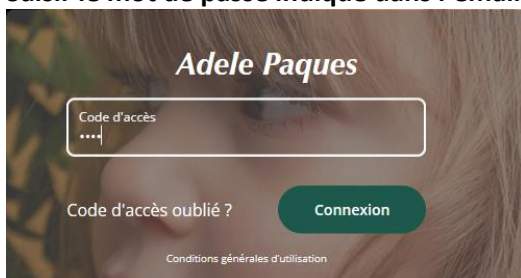 saisir le mot de passe indiqué dans l'email
Adele Paques
Code d'accès
••••
Code d'accès oublié ?
Connexion
Conditions générales d'utilisation